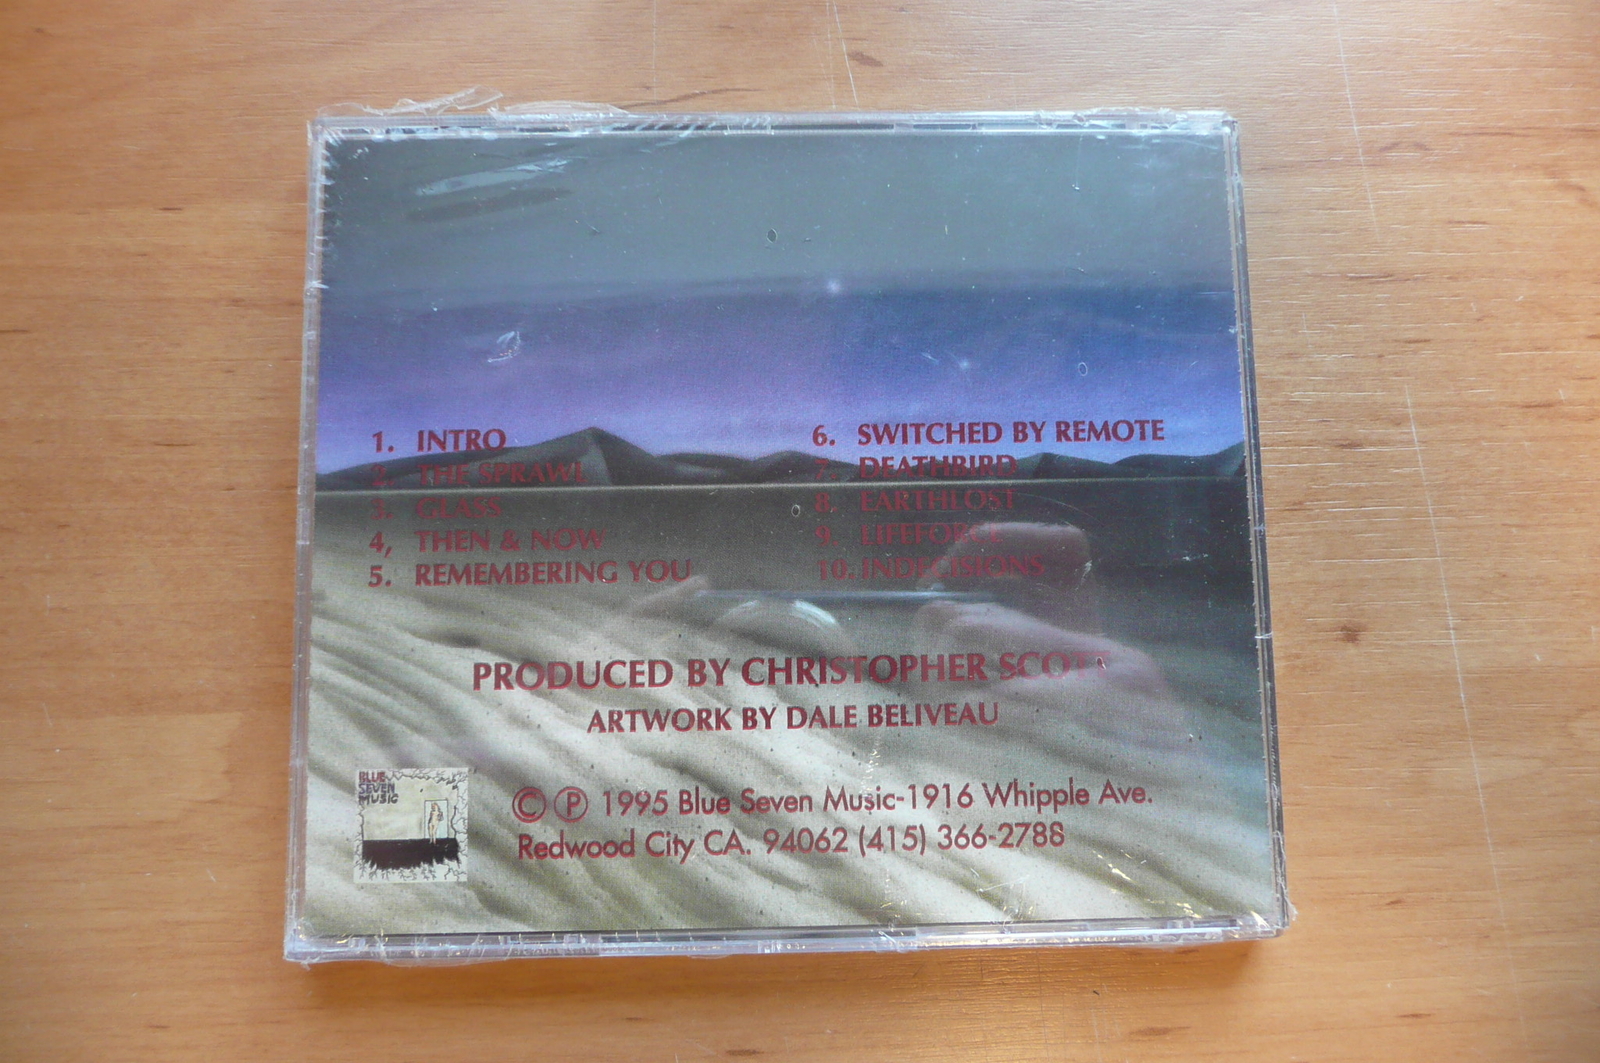 1. INTRO
2. THE SPRAWL
3. GLASS
4, THEN & NOW
5. REMEMBERING YOU
6. SWITCHED BY REMOTE
7. DEATHBIRD
8. EARTHLOST
9. LIFEFORCE
10. INDECISIONS
PRODUCED BY CHRISTOPHER SCOTT
ARTWORK BY DALE BELIVEAU
BLUE
SEVEN
MUSIC
© ℗ 1995 Blue Seven Music-1916 Whipple Ave.
Redwood City CA. 94062 (415) 366-2788